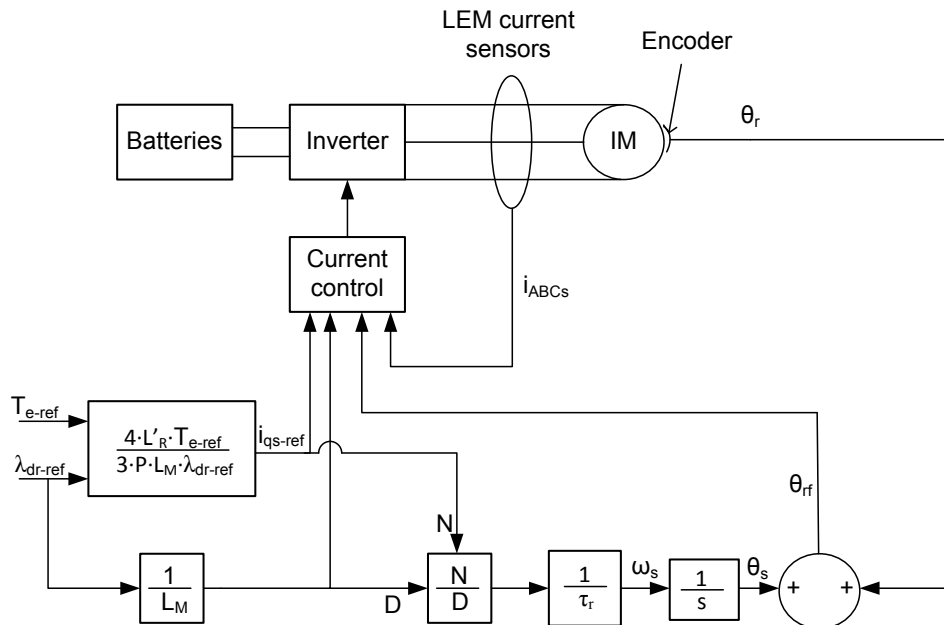 LEM current
sensors
Encoder
Batteries
Inverter
IM
θr
Current
control
iABCs
Te-ref
λdr-ref
4·L'R·Te-ref
3·P·LM·λdr-ref
iqs-ref
θrf
N
D
1
LM
N
D
1
τr
ωs
1
s
θs
+
+